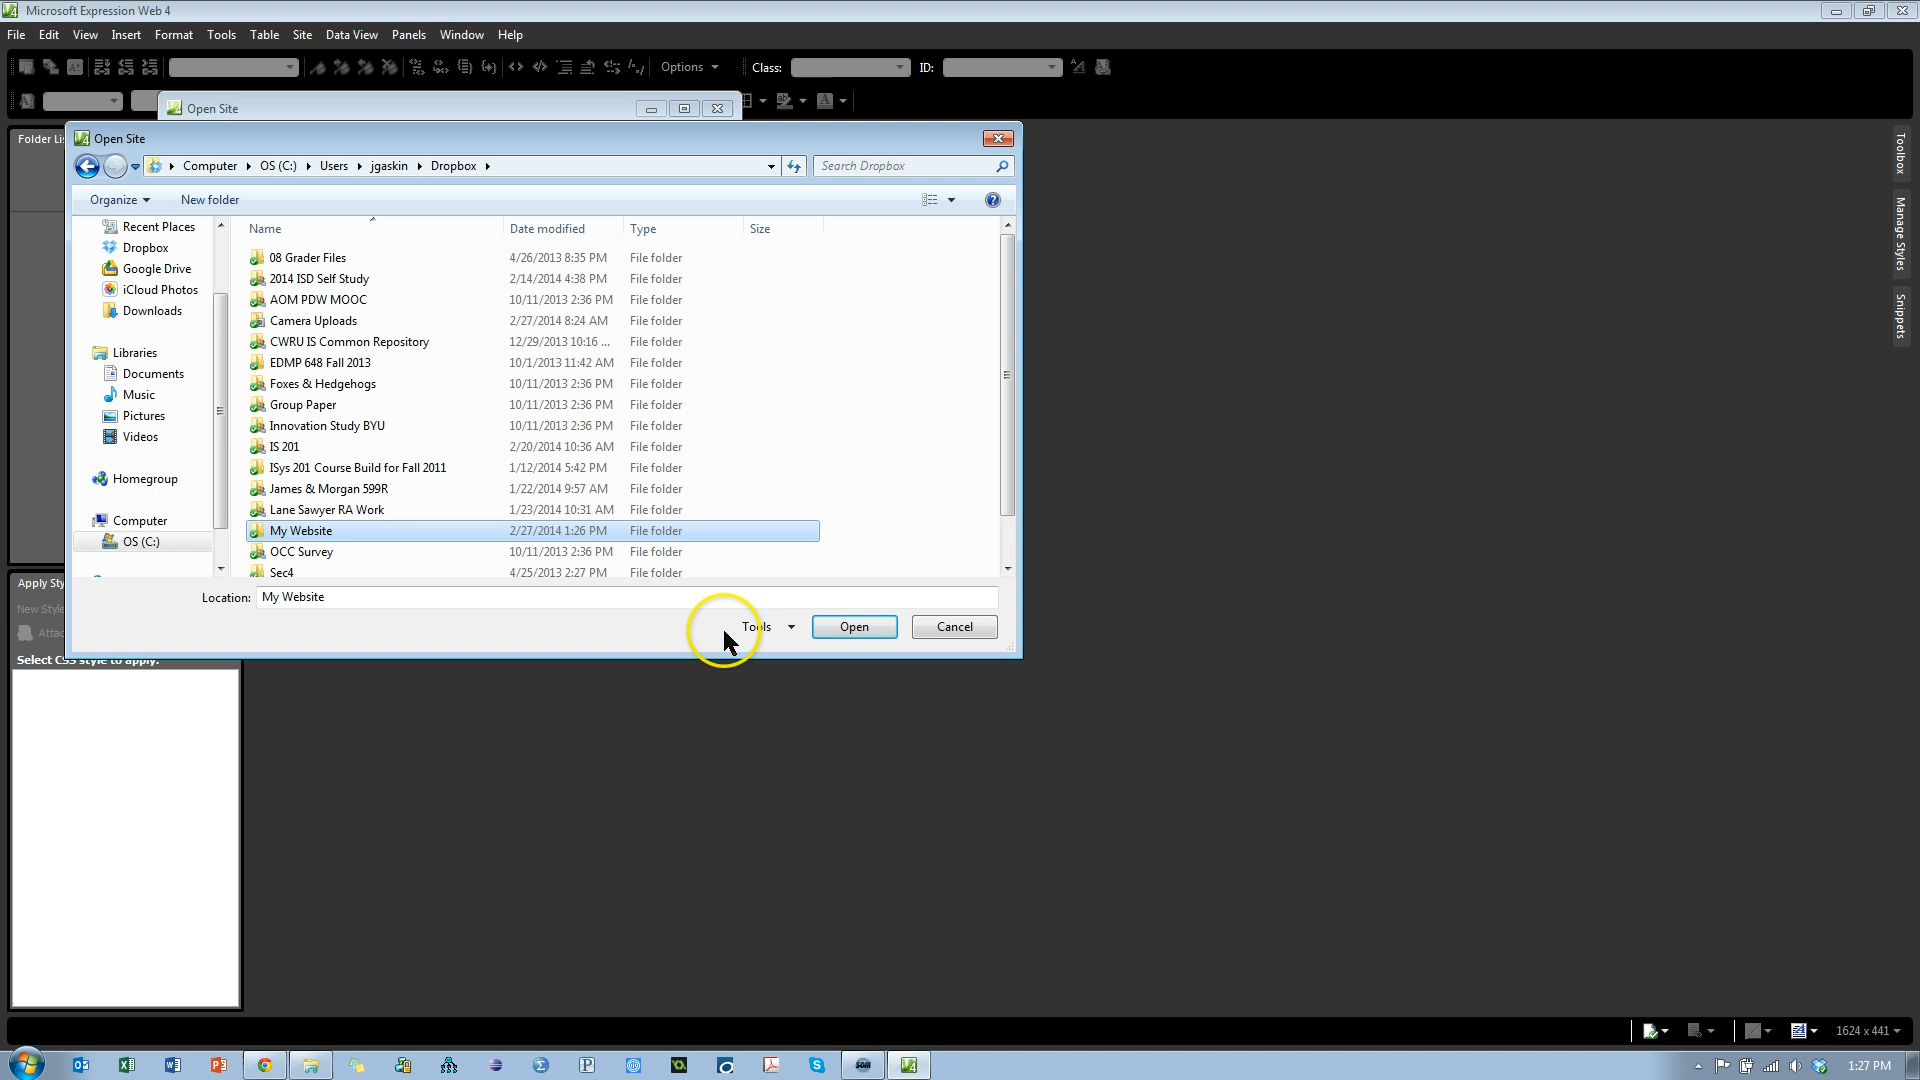 Microsoft Expression Web 4
File Edit View Insert Format Tools Table Site Data View Panels Window Help
Options Class: ID:
Open Site
Folder Li
Open Site
Computer OS (C:) Users jgaskin Dropbox Search Dropbox
Organize New folder
Name Date modified Type Size
Recent Places
Dropbox
Google Drive
iCloud Photos
Downloads
Libraries
Documents
Music
Pictures
Videos
Homegroup
Computer
OS (C:)
08 Grader Files 4/26/2013 8:35 PM File folder
2014 ISD Self Study 2/14/2014 4:38 PM File folder
AOM PDW MOOC 10/11/2013 2:36 PM File folder
Camera Uploads 2/27/2014 8:24 AM File folder
CWRU IS Common Repository 12/29/2013 10:16 ... File folder
EDMP 648 Fall 2013 10/1/2013 11:42 AM File folder
Foxes & Hedgehogs 10/11/2013 2:36 PM File folder
Group Paper 10/11/2013 2:36 PM File folder
Innovation Study BYU 10/11/2013 2:36 PM File folder
IS 201 2/20/2014 10:36 AM File folder
ISys 201 Course Build for Fall 2011 1/12/2014 5:42 PM File folder
James & Morgan 599R 1/22/2014 9:57 AM File folder
Lane Sawyer RA Work 1/23/2014 10:31 AM File folder
My Website 2/27/2014 1:26 PM File folder
OCC Survey 10/11/2013 2:36 PM File folder
Sec4 4/25/2013 2:27 PM File folder
Location: My Website
Tools Open Cancel
Apply Sty
New Style
Attac
Select CSS style to apply:
Toolbox
Manage Styles
Snippets
1624 x 441
1:27 PM